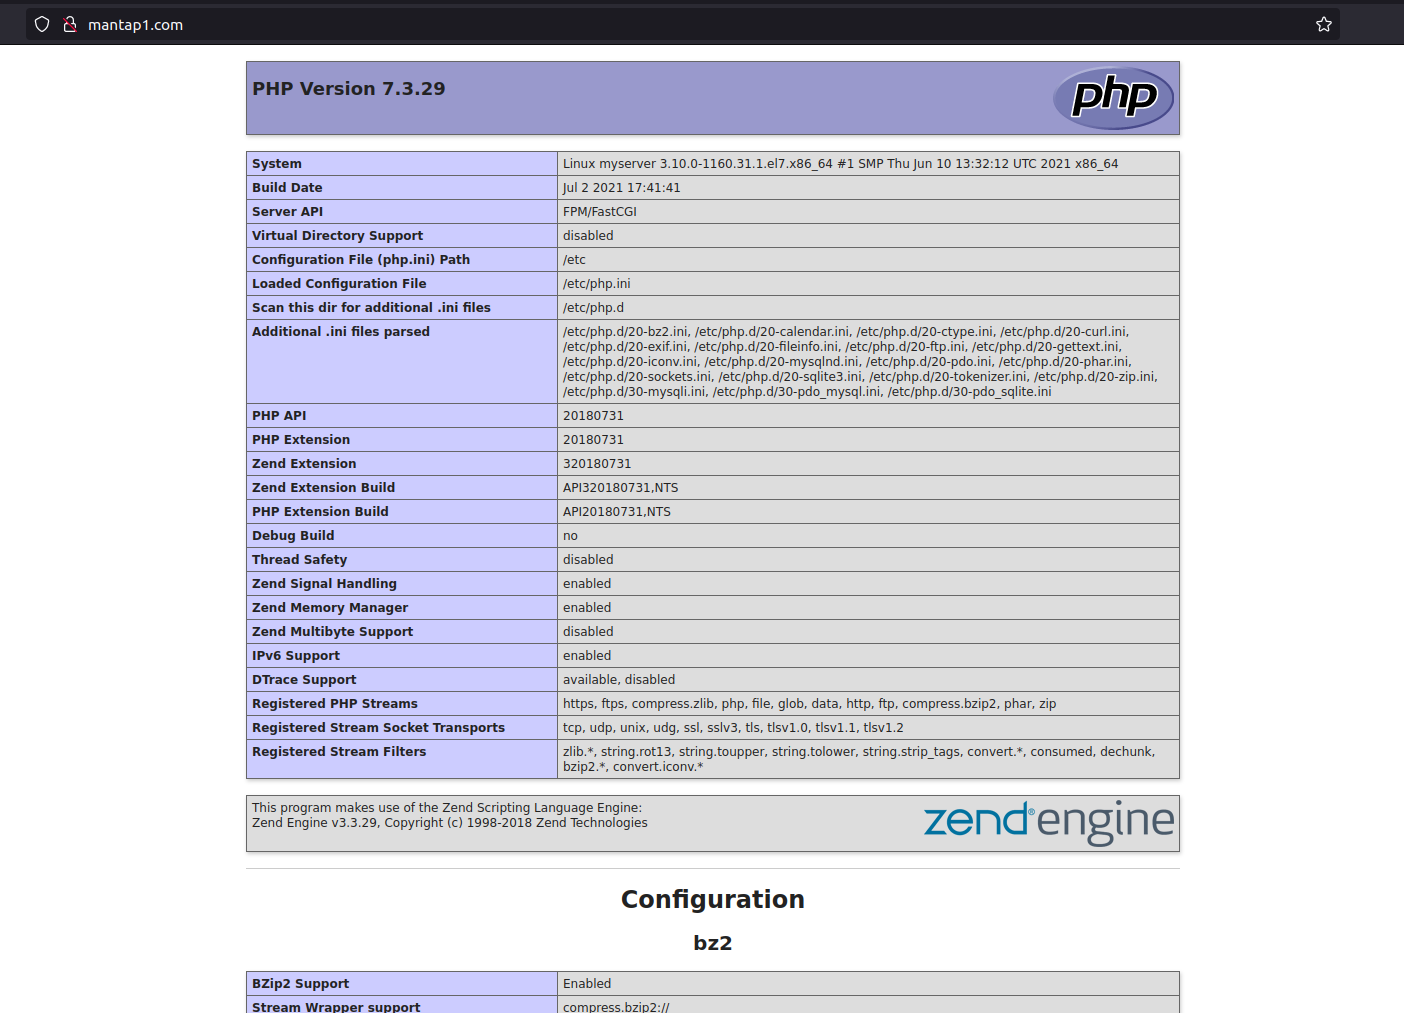 mantap1.com
PHP Version 7.3.29
php
System Linux myserver 3.10.0-1160.31.1.el7.x86_64 #1 SMP Thu Jun 10 13:32:12 UTC 2021 x86_64
Build Date Jul 2 2021 17:41:41
Server API FPM/FastCGI
Virtual Directory Support disabled
Configuration File (php.ini) Path /etc
Loaded Configuration File /etc/php.ini
Scan this dir for additional .ini files /etc/php.d
Additional .ini files parsed /etc/php.d/20-bz2.ini, /etc/php.d/20-calendar.ini, /etc/php.d/20-ctype.ini, /etc/php.d/20-curl.ini,
/etc/php.d/20-exif.ini, /etc/php.d/20-fileinfo.ini, /etc/php.d/20-ftp.ini, /etc/php.d/20-gettext.ini,
/etc/php.d/20-iconv.ini, /etc/php.d/20-mysqlnd.ini, /etc/php.d/20-pdo.ini, /etc/php.d/20-phar.ini,
/etc/php.d/20-sockets.ini, /etc/php.d/20-sqlite3.ini, /etc/php.d/20-tokenizer.ini, /etc/php.d/20-zip.ini,
/etc/php.d/30-mysqli.ini, /etc/php.d/30-pdo_mysql.ini, /etc/php.d/30-pdo_sqlite.ini
PHP API 20180731
PHP Extension 20180731
Zend Extension 320180731
Zend Extension Build API320180731,NTS
PHP Extension Build API20180731,NTS
Debug Build no
Thread Safety disabled
Zend Signal Handling enabled
Zend Memory Manager enabled
Zend Multibyte Support disabled
IPv6 Support enabled
DTrace Support available, disabled
Registered PHP Streams https, ftps, compress.zlib, php, file, glob, data, http, ftp, compress.bzip2, phar, zip
Registered Stream Socket Transports tcp, udp, unix, udg, ssl, sslv3, tls, tlsv1.0, tlsv1.1, tlsv1.2
Registered Stream Filters zlib.*, string.rot13, string.toupper, string.tolower, string.strip_tags, convert.*, consumed, dechunk,
bzip2.*, convert.iconv.*
This program makes use of the Zend Scripting Language Engine:
Zend Engine v3.3.29, Copyright (c) 1998-2018 Zend Technologies
zend®engine
Configuration
bz2
BZip2 Support Enabled
Stream Wrapper support compress.bzip2://